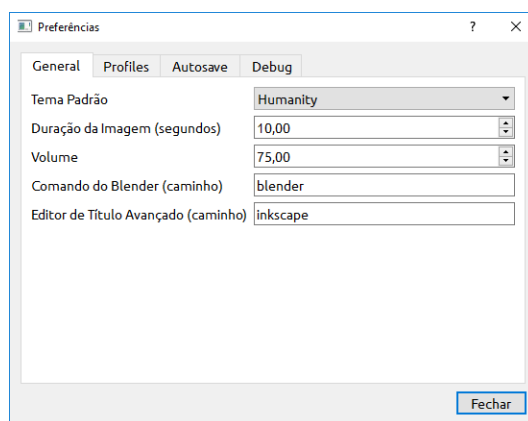 Preferências
General Profiles Autosave Debug
Tema Padrão Humanity
Duração da Imagem (segundos) 10,00
Volume 75,00
Comando do Blender (caminho) blender
Editor de Título Avançado (caminho) inkscape
Fechar